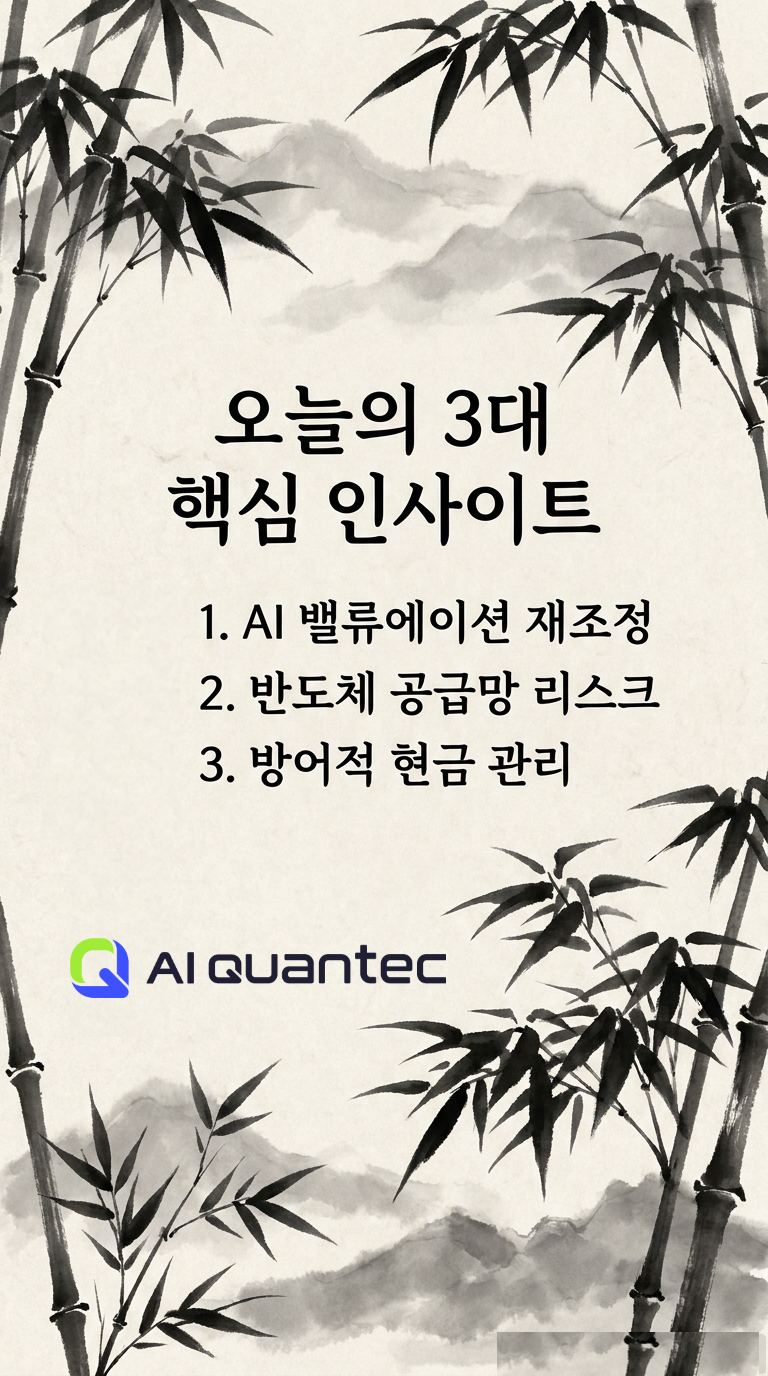 오늘의 3대
핵심 인사이트
1. AI 밸류에이션 재조정
2. 반도체 공급망 리스크
3. 방어적 현금 관리
AI Quantec